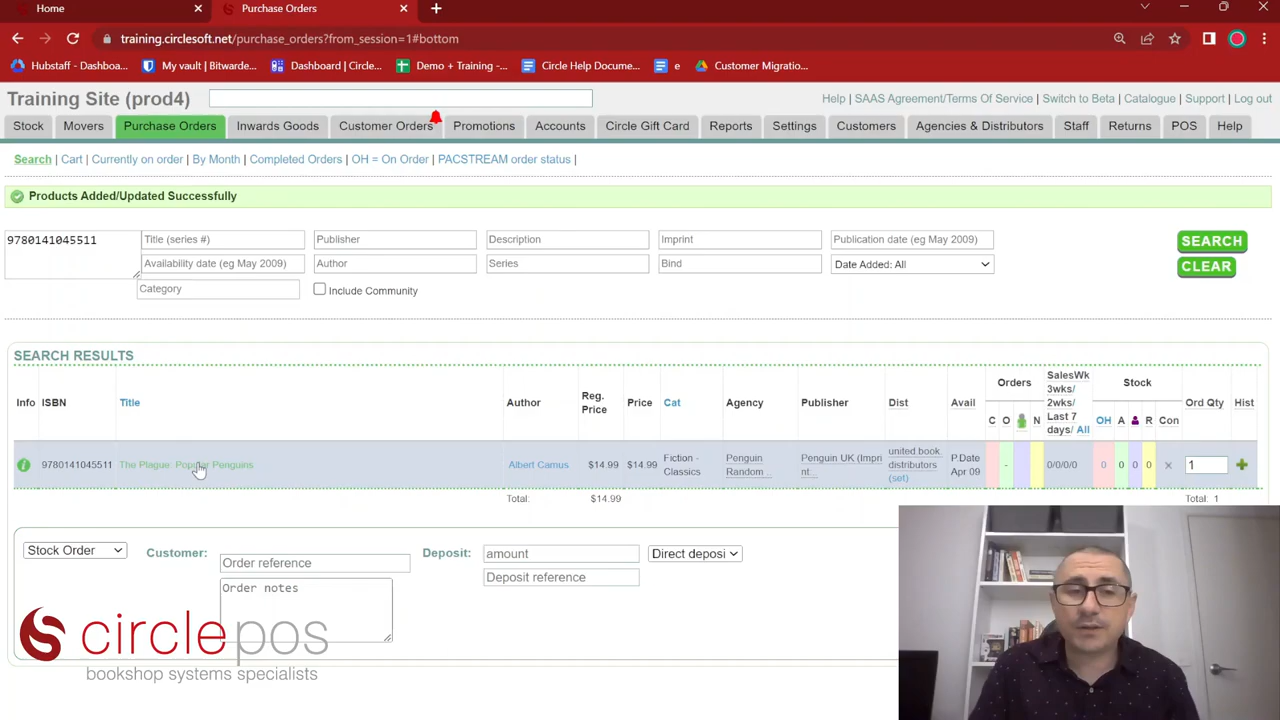 Home
Purchase Orders
training.circlesoft.net/purchase_orders?from_session=1#bottom
Hubstaff - Dashboa...
My vault | Bitwarde...
Dashboard | Circle...
Demo + Training -...
Circle Help Docume...
e
Customer Migratio...
Training Site (prod4)
Help | SAAS Agreement/Terms Of Service | Switch to Beta | Catalogue | Support | Log out
Stock Movers Purchase Orders Inwards Goods Customer Orders Promotions Accounts Circle Gift Card Reports Settings Customers Agencies & Distributors Staff Returns POS Help
Search | Cart | Currently on order | By Month | Completed Orders | OH = On Order | PACSTREAM order status |
Products Added/Updated Successfully
9780141045511 Title (series #) Publisher Description Imprint Publication date (eg May 2009)
SEARCH
Availability date (eg May 2009) Author Series Bind Date Added: All
CLEAR
Category Include Community
SEARCH RESULTS
Info ISBN Title Author Reg. Price Price Cat Agency Publisher Dist Avail
Orders
C O N
SalesWk
3wks/
2wks/
Last 7
days/ All
Stock
OH A R Con
Ord Qty Hist
9780141045511 The Plague Popular Penguins Albert Camus $14.99 $14.99
Fiction -
Classics
Penguin
Random ...
Penguin UK (Impri
nt...
united book
distributors
(set)
P.Date
Apr 09
- 0/0/0/0 0 0 0 0 1
Total: $14.99 Total: 1
Stock Order Customer: Order reference Deposit: amount Direct deposi
Deposit reference
Order notes
circlepos
bookshop systems specialists